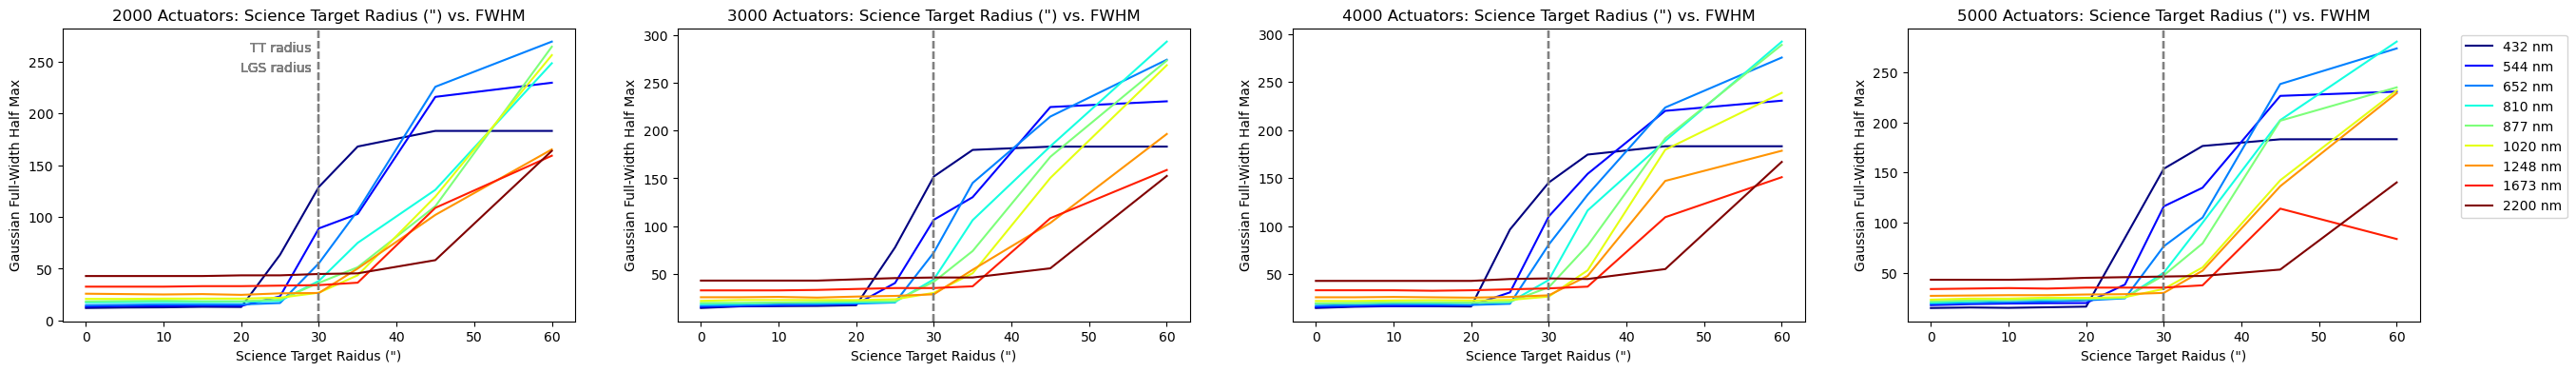 2000 Actuators: Science Target Radius (") vs. FWHM
TT radius
LGS radius
Gaussian Full-Width Half Max
250
200
150
100
50
0
0 10 20 30 40 50 60
Science Target Raidus (")
3000 Actuators: Science Target Radius (") vs. FWHM
Gaussian Full-Width Half Max
300
250
200
150
100
50
0 10 20 30 40 50 60
Science Target Raidus (")
4000 Actuators: Science Target Radius (") vs. FWHM
Gaussian Full-Width Half Max
300
250
200
150
100
50
0 10 20 30 40 50 60
Science Target Raidus (")
5000 Actuators: Science Target Radius (") vs. FWHM
Gaussian Full-Width Half Max
250
200
150
100
50
0 10 20 30 40 50 60
Science Target Raidus (")
432 nm
544 nm
652 nm
810 nm
877 nm
1020 nm
1248 nm
1673 nm
2200 nm